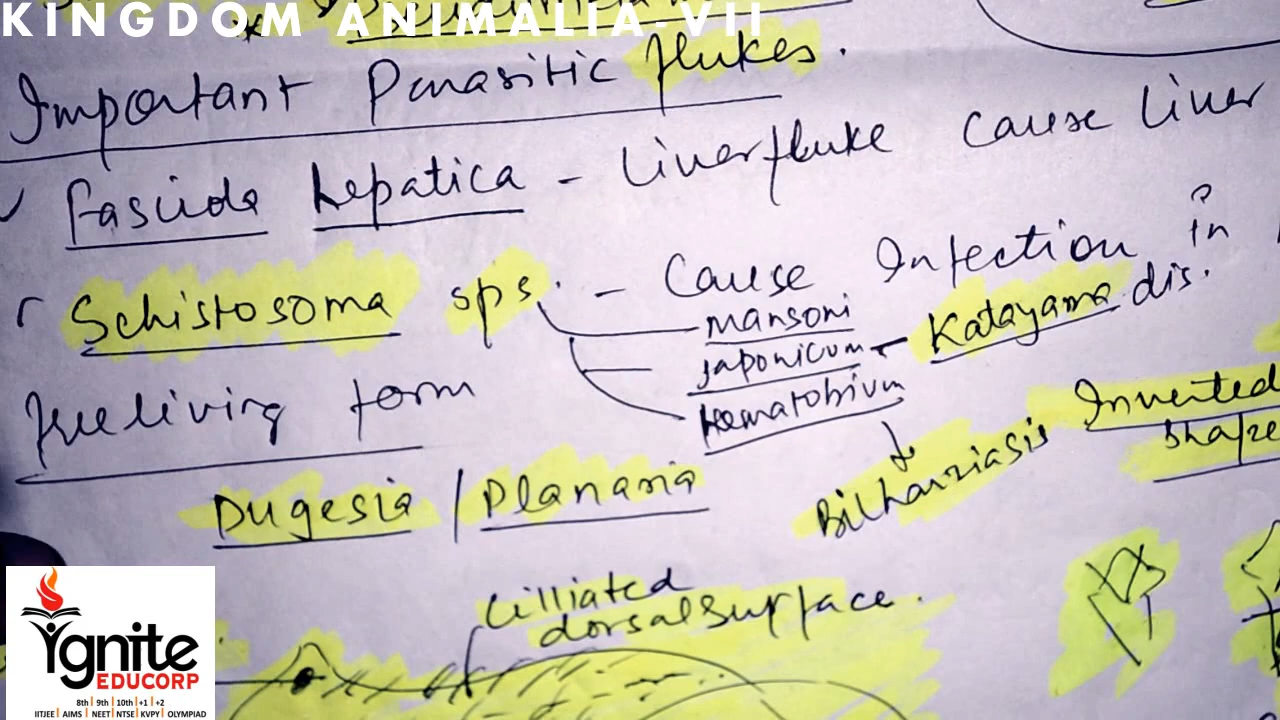 KINGDOM ANIMALIA-VII
Important Parasitic flukes.
Fasciola hepatica - Liverfluke cause Liver
Schistosoma sps. - Cause Infection in
mansoni
japonicum - Katayama dis.
Hematobium
free living form
Bilharziasis Inverted
shape
Dugesia / Planaria
Cilliated
dorsal surface.
Ygnite
EDUCORP
8th | 9th | 10th | +1 | +2
IITJEE | AIMS | NEET | NTSE | KVPY | OLYMPIAD